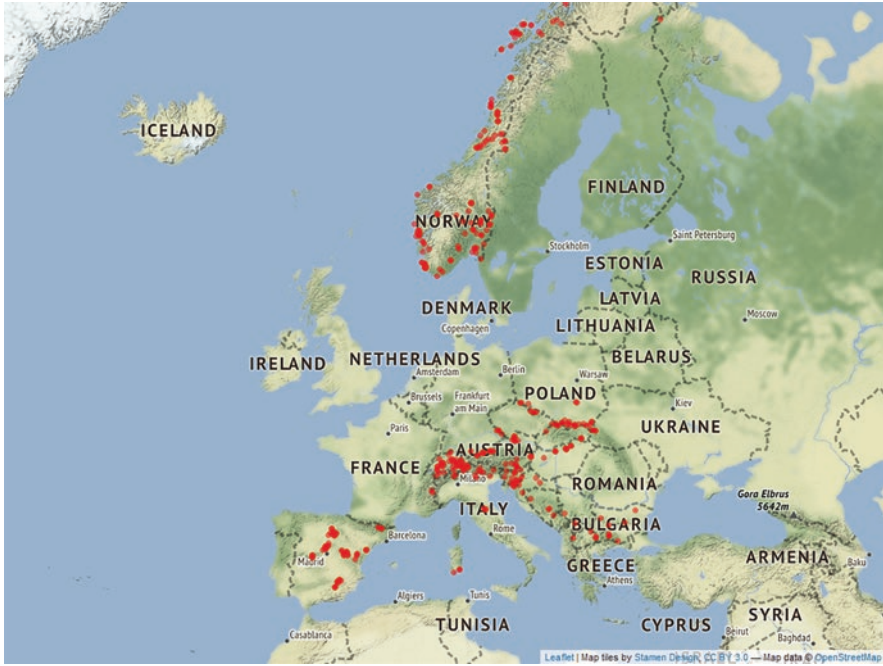 ICELAND
FINLAND
NORWAY
Saint Petersburg
Stockholm
ESTONIA
RUSSIA
LATVIA
DENMARK
Moscow
Copenhagen
LITHUANIA
BELARUS
IRELAND
NETHERLANDS
Amsterdam
Berlin
Warsaw
POLAND
Brussels
Frankfurt
am Main
Kiev
UKRAINE
Paris
AUSTRIA
FRANCE
Milano
ROMANIA
Gora Elbrus
5642m
ITALY
BULGARIA
Rome
Barcelona
Madrid
GREECE
ARMENIA
Baku
Athens
Algiers
Tunis
SYRIA
TUNISIA
CYPRUS
Casablanca
Beirut
Baghdad
Leaflet | Map tiles by Stamen Design, CC BY 3.0 — Map data © OpenStreetMap